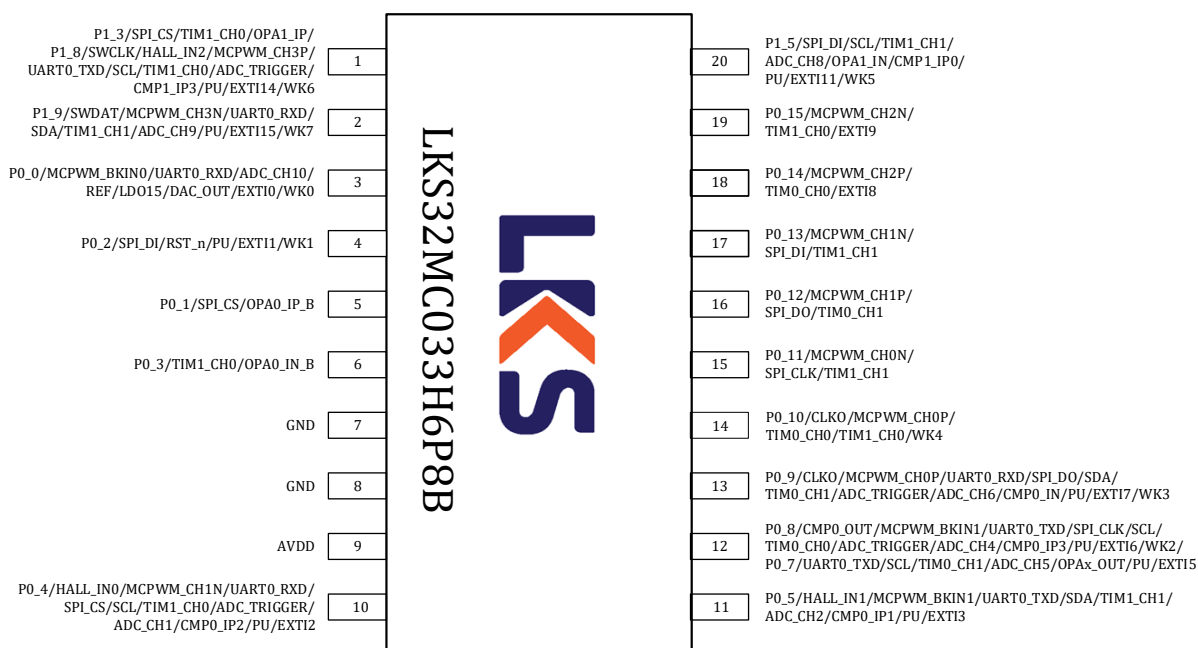 P1_3/SPI_CS/TIM1_CH0/OPA1_IP/
P1_8/SWCLK/HALL_IN2/MCPWM_CH3P/
UART0_TXD/SCL/TIM1_CH0/ADC_TRIGGER/
CMP1_IP3/PU/EXTI14/WK6
1
P1_9/SWDAT/MCPWM_CH3N/UART0_RXD/
SDA/TIM1_CH1/ADC_CH9/PU/EXTI15/WK7
2
P0_0/MCPWM_BKIN0/UART0_RXD/ADC_CH10/
REF/LDO15/DAC_OUT/EXTI0/WK0
3
P0_2/SPI_DI/RST_n/PU/EXTI1/WK1
4
P0_1/SPI_CS/OPA0_IP_B
5
P0_3/TIM1_CH0/OPA0_IN_B
6
GND
7
GND
8
AVDD
9
P0_4/HALL_IN0/MCPWM_CH1N/UART0_RXD/
SPI_CS/SCL/TIM1_CH0/ADC_TRIGGER/
ADC_CH1/CMP0_IP2/PU/EXTI2
10
LKS32MC033H6P8B
LKS
20
P1_5/SPI_DI/SCL/TIM1_CH1/
ADC_CH8/OPA1_IN/CMP1_IP0/
PU/EXTI11/WK5
19
P0_15/MCPWM_CH2N/
TIM1_CH0/EXTI9
18
P0_14/MCPWM_CH2P/
TIM0_CH0/EXTI8
17
P0_13/MCPWM_CH1N/
SPI_DI/TIM1_CH1
16
P0_12/MCPWM_CH1P/
SPI_DO/TIM0_CH1
15
P0_11/MCPWM_CH0N/
SPI_CLK/TIM1_CH1
14
P0_10/CLKO/MCPWM_CH0P/
TIM0_CH0/TIM1_CH0/WK4
13
P0_9/CLKO/MCPWM_CH0P/UART0_RXD/SPI_DO/SDA/
TIM0_CH1/ADC_TRIGGER/ADC_CH6/CMP0_IN/PU/EXTI7/WK3
12
P0_8/CMP0_OUT/MCPWM_BKIN1/UART0_TXD/SPI_CLK/SCL/
TIM0_CH0/ADC_TRIGGER/ADC_CH4/CMP0_IP3/PU/EXTI6/WK2/
P0_7/UART0_TXD/SCL/TIM0_CH1/ADC_CH5/OPAx_OUT/PU/EXTI5
11
P0_5/HALL_IN1/MCPWM_BKIN1/UART0_TXD/SDA/TIM1_CH1/
ADC_CH2/CMP0_IP1/PU/EXTI3